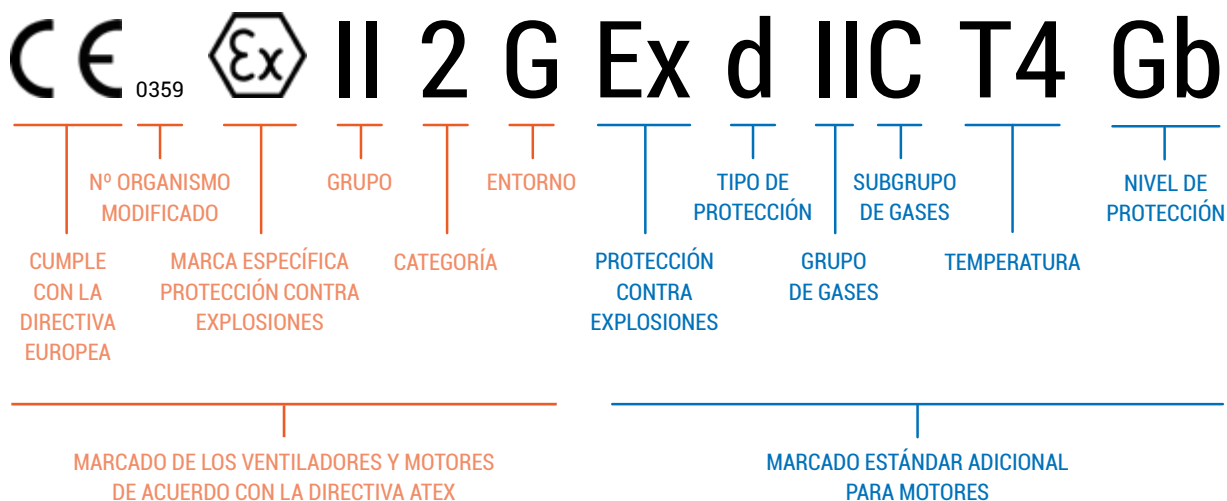 CE 0359 Ex II 2 G Ex d IIC T4 Gb
Nº ORGANISMO
MODIFICADO
GRUPO
ENTORNO
TIPO DE
PROTECCIÓN
SUBGRUPO
DE GASES
NIVEL DE
PROTECCIÓN
CUMPLE
CON LA
DIRECTIVA
EUROPEA
MARCA ESPECÍFICA
PROTECCIÓN CONTRA
EXPLOSIONES
CATEGORÍA
PROTECCIÓN
CONTRA
EXPLOSIONES
GRUPO
DE GASES
TEMPERATURA
MARCADO DE LOS VENTILADORES Y MOTORES
DE ACUERDO CON LA DIRECTIVA ATEX
MARCADO ESTÁNDAR ADICIONAL
PARA MOTORES